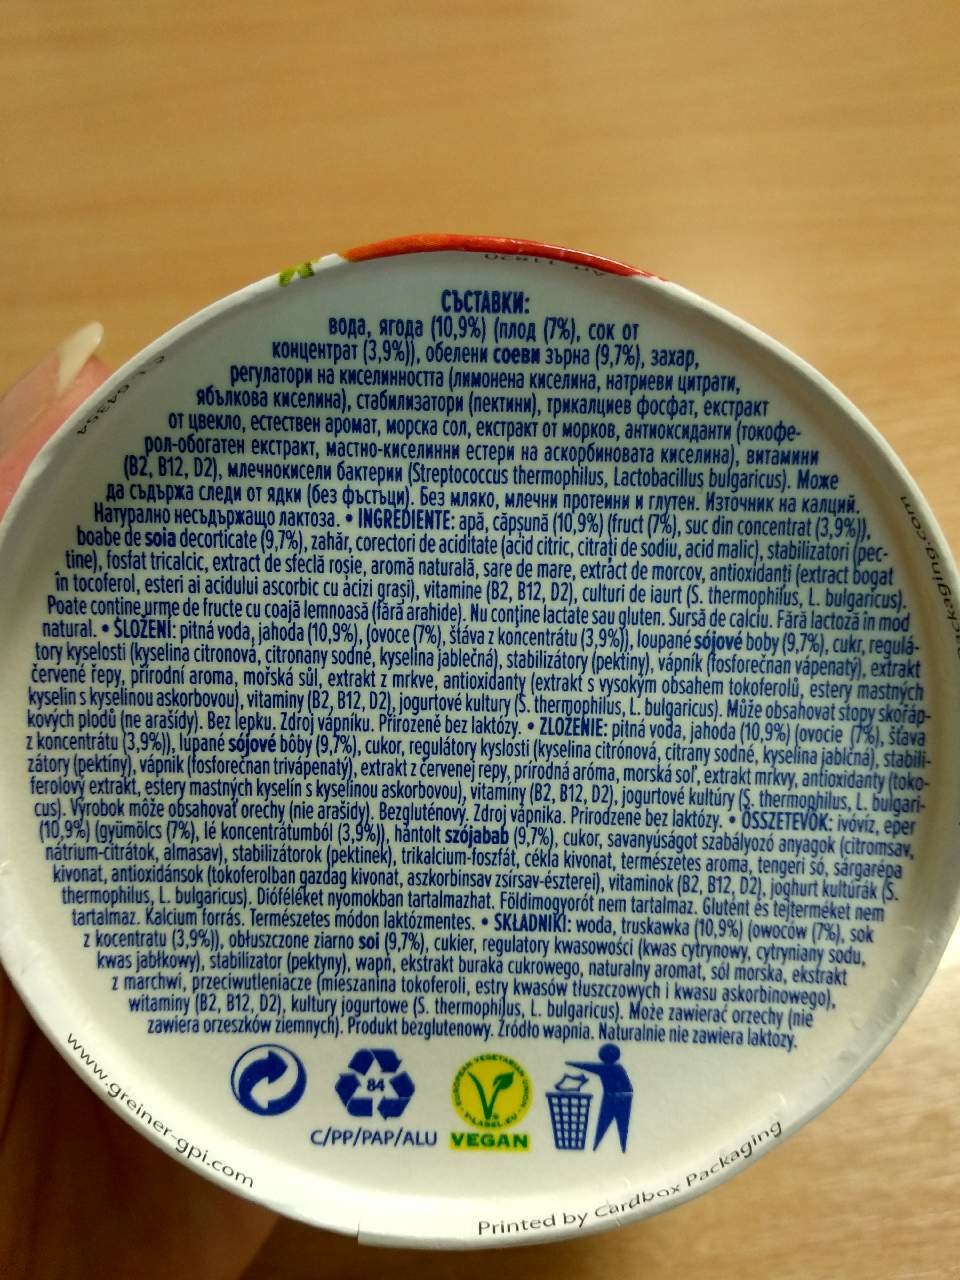 Art. 11820
СЪСТАВКИ:
вода, ягода (10,9%) (плод (7%), сок от
концентрат (3,9%)), обелени соеви зърна (9,7%), захар,
регулатори на киселинността (лимонена киселина, натриеви цитрати,
ябълкова киселина), стабилизатори (пектини), трикалциев фосфат, екстракт
от цвекло, естествен аромат, морска сол, екстракт от морков, антиоксиданти (токофе-
рол-обогатен екстракт, мастно-киселинни естери на аскорбиновата киселина), витамини
(B2, B12, D2), млечнокисели бактерии (Streptococcus thermophilus, Lactobacillus bulgaricus). Може
да съдържа следи от ядки (без фъстъци). Без мляко, млечни протеини и глутен. Източник на калций.
Натурално несъдържащо лактоза. • INGREDIENTE: apă, căpșună (10,9%) (fruct (7%), suc din concentrat (3,9%)),
boabe de soia decorticate (9,7%), zahăr, corectori de aciditate (acid citric, citrați de sodiu, acid malic), stabilizatori (pec-
tine), fosfat tricalcic, extract de sfeclă roșie, aromă naturală, sare de mare, extract de morcov, antioxidanți (extract bogat
în tocoferol, esteri ai acidului ascorbic cu acizi grași), vitamine (B2, B12, D2), culturi de iaurt (S. thermophilus, L. bulgaricus).
Poate conține urme de fructe cu coajă lemnoasă (fără arahide). Nu conține lactate sau gluten. Sursă de calciu. Fără lactoză în mod
natural. • SLOŽENÍ: pitná voda, jahoda (10,9%), (ovoce (7%), šťáva z koncentrátu (3,9%)), loupané sójové boby (9,7%), cukr, regulá-
tory kyselosti (kyselina citronová, citronany sodné, kyselina jablečná), stabilizátory (pektiny), vápník (fosforečnan vápenatý), extrakt
červené řepy, přírodní aroma, mořská sůl, extrakt z mrkve, antioxidanty (extrakt s vysokým obsahem tokoferolů, estery mastných
kyselin s kyselinou askorbovou), vitaminy (B2, B12, D2), jogurtové kultury (S. thermophilus, L. bulgaricus). Může obsahovat stopy skořáp-
kových plodů (ne arašídy). Bez lepku. Zdroj vápníku. Přirozeně bez laktózy. • ZLOŽENIE: pitná voda, jahoda (10,9%) (ovocie (7%), šťava
z koncentrátu (3,9%)), lúpané sójové bôby (9,7%), cukor, regulátory kyslosti (kyselina citrónová, citrany sodné, kyselina jablčná), stabili-
zátory (pektíny), vápnik (fosforečnan trivápenatý), extrakt z červenej repy, prírodná aróma, morská soľ, extrakt mrkvy, antioxidanty (toko-
ferolový extrakt, estery mastných kyselín s kyselinou askorbovou), vitamíny (B2, B12, D2), jogurtové kultúry (S. thermophilus, L. bulgari-
cus). Výrobok môže obsahovať orechy (nie arašidy). Bezgluténový. Zdroj vápnika. Prirodzene bez laktózy. • ÖSSZETEVŐK: ivóvíz, eper
(10,9%) (gyümölcs (7%), lé koncentrátumból (3,9%)), hántolt szójabab (9,7%), cukor, savanyúságot szabályozó anyagok (citromsav,
nátrium-citrátok, almasav), stabilizátorok (pektinek), trikalcium-foszfát, cékla kivonat, természetes aroma, tengeri só, sárgarépa
kivonat, antioxidánsok (tokoferolban gazdag kivonat, aszkorbinsav zsírsav-észterei), vitaminok (B2, B12, D2), joghurt kultúrák (S.
thermophilus, L. bulgaricus). Dióféléket nyomokban tartalmazhat. Földimogyorót nem tartalmaz. Glutént és tejterméket nem
tartalmaz. Kalcium forrás. Természetes módon laktózmentes. • SKŁADNIKI: woda, truskawka (10,9%) (owoców (7%), sok
z kocentratu (3,9%)), obłuszczone ziarno soi (9,7%), cukier, regulatory kwasowości (kwas cytrynowy, cytryniany sodu,
kwas jabłkowy), stabilizator (pektyny), wapń, ekstrakt buraka cukrowego, naturalny aromat, sól morska, ekstrakt
z marchwi, przeciwutleniacze (mieszanina tokoferoli, estry kwasów tłuszczowych i kwasu askorbinowego),
witaminy (B2, B12, D2), kultury jogurtowe (S. thermophilus, L. bulgaricus). Może zawierać orzechy (nie
zawiera orzeszków ziemnych). Produkt bezglutenowy. Źródło wapnia. Naturalnie nie zawiera laktozy.
84
C/PP/PAP/ALU
EUROPEAN VEGETARIAN UNION
V-LABEL.EU
VEGAN
www.greiner-gpi.com
Printed by Cardbox Packaging